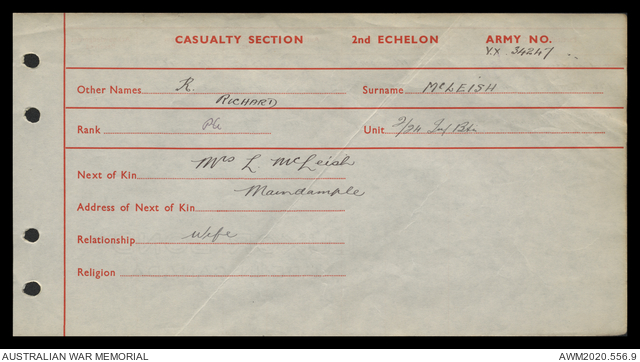 CASUALTY SECTION 2nd ECHELON ARMY NO.
VX 34247
Other Names R. Surname McLEISH
RICHARD
Rank Pte Unit 2/24 Inf Btn
Mrs L. McLeish
Next of Kin
Maindample
Address of Next of Kin
Relationship Wife
Religion
AUSTRALIAN WAR MEMORIAL AWM2020.556.9